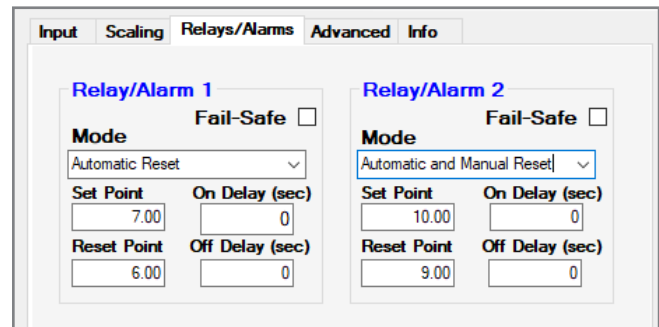 Input Scaling Relays/Alarms Advanced Info
Relay/Alarm 1
Fail-Safe
Mode
Automatic Reset
Set Point On Delay (sec)
7.00 0
Reset Point Off Delay (sec)
6.00 0
Relay/Alarm 2
Fail-Safe
Mode
Automatic and Manual Reset
Set Point On Delay (sec)
10.00 0
Reset Point Off Delay (sec)
9.00 0